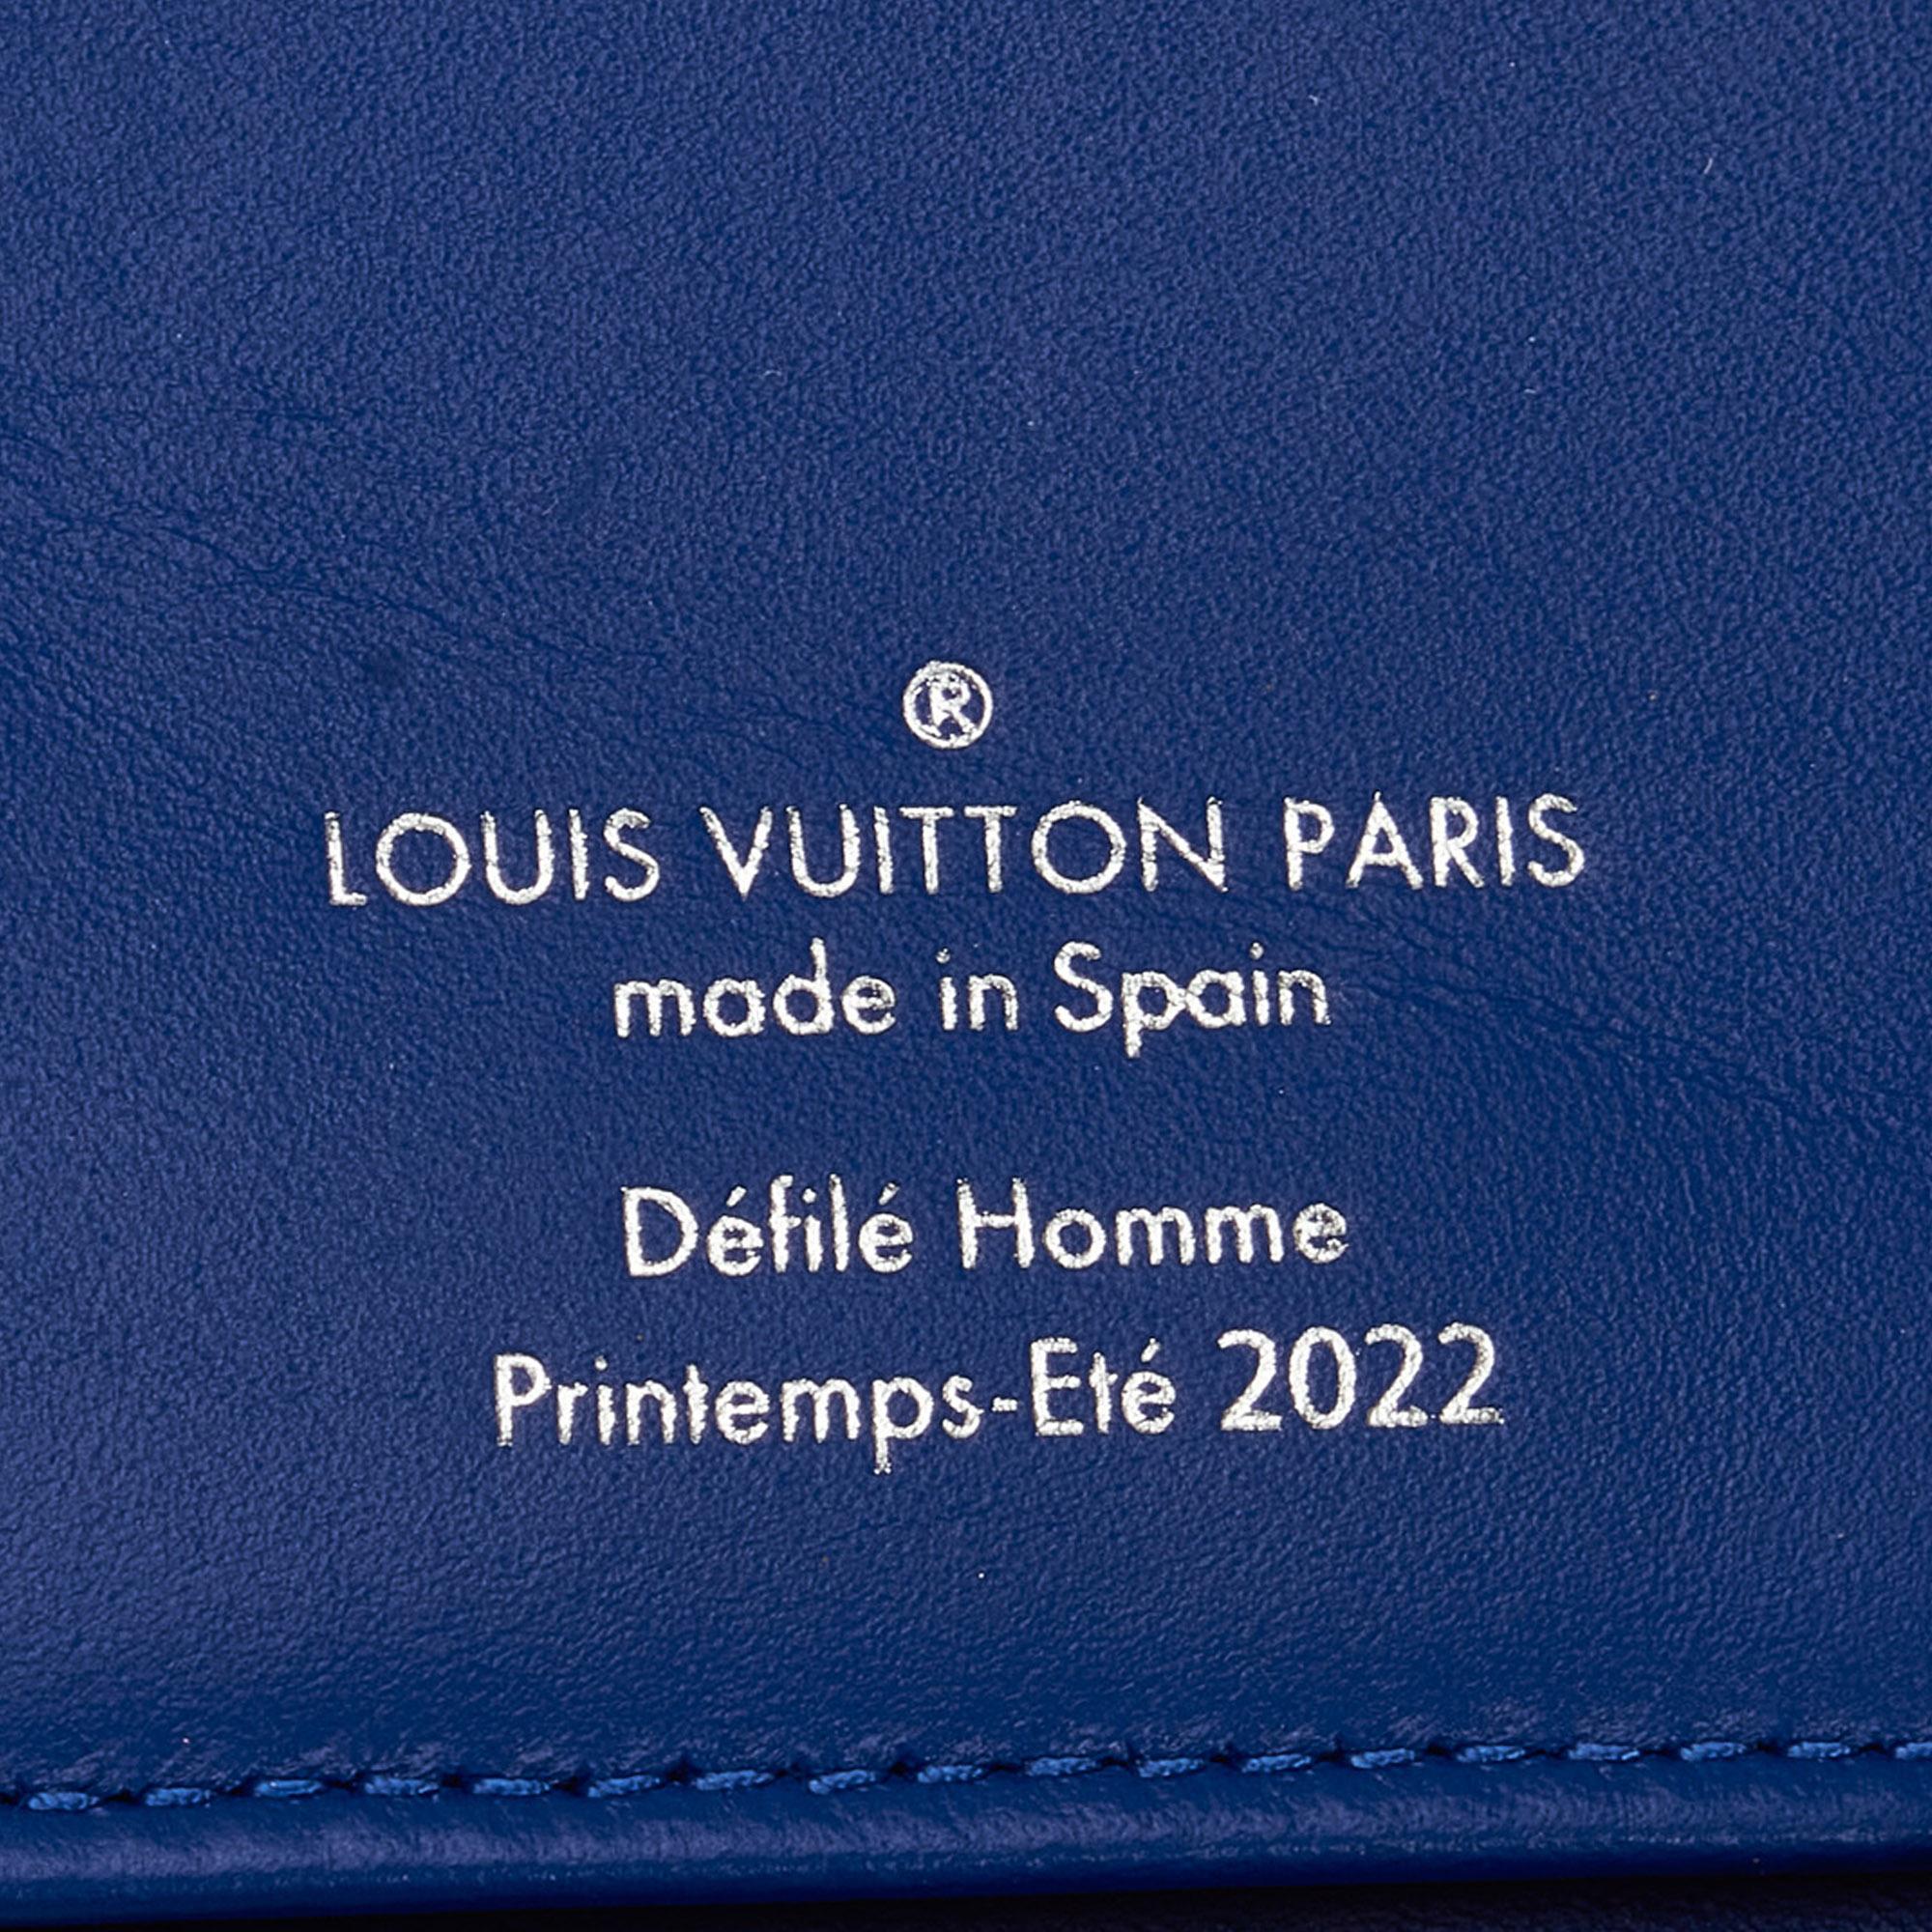 ®
LOUIS VUITTON PARIS
made in Spain
Défilé Homme
Printemps-Eté 2022